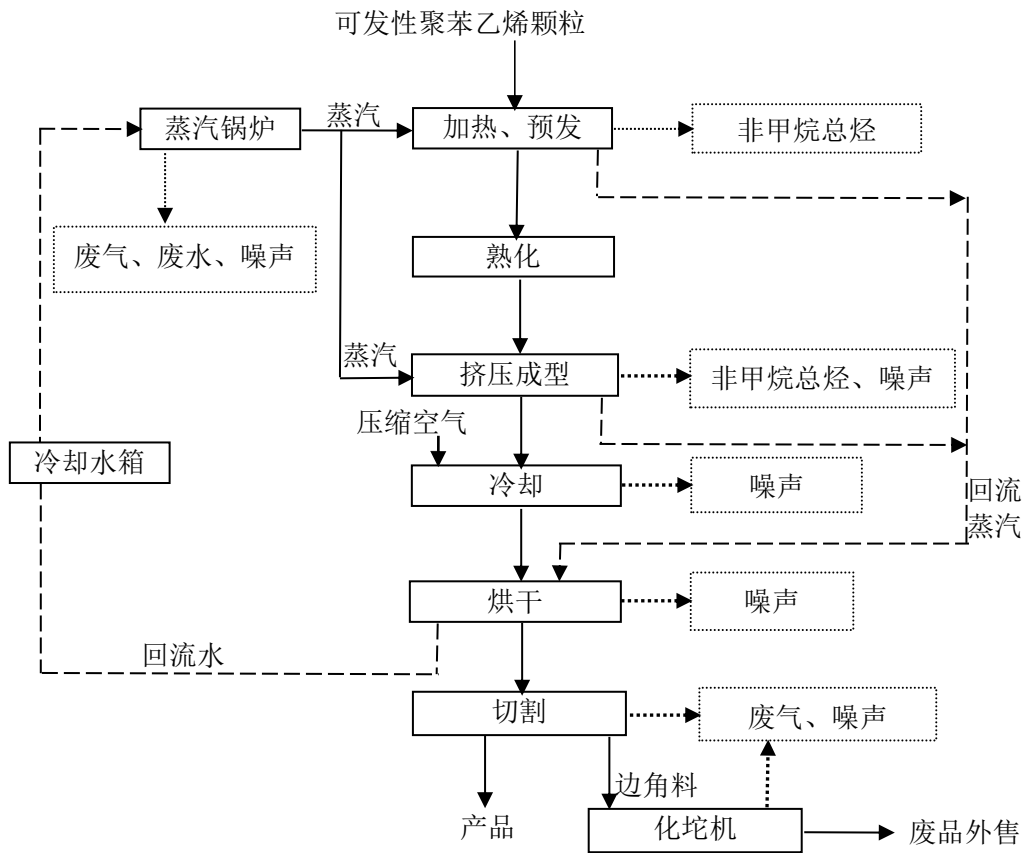 可发性聚苯乙烯颗粒
蒸汽锅炉
蒸汽
加热、预发
非甲烷总烃
废气、废水、噪声
熟化
蒸汽
挤压成型
非甲烷总烃、噪声
压缩空气
冷却水箱
冷却
噪声
回流
蒸汽
烘干
噪声
回流水
切割
废气、噪声
边角料
产品
化坨机
废品外售